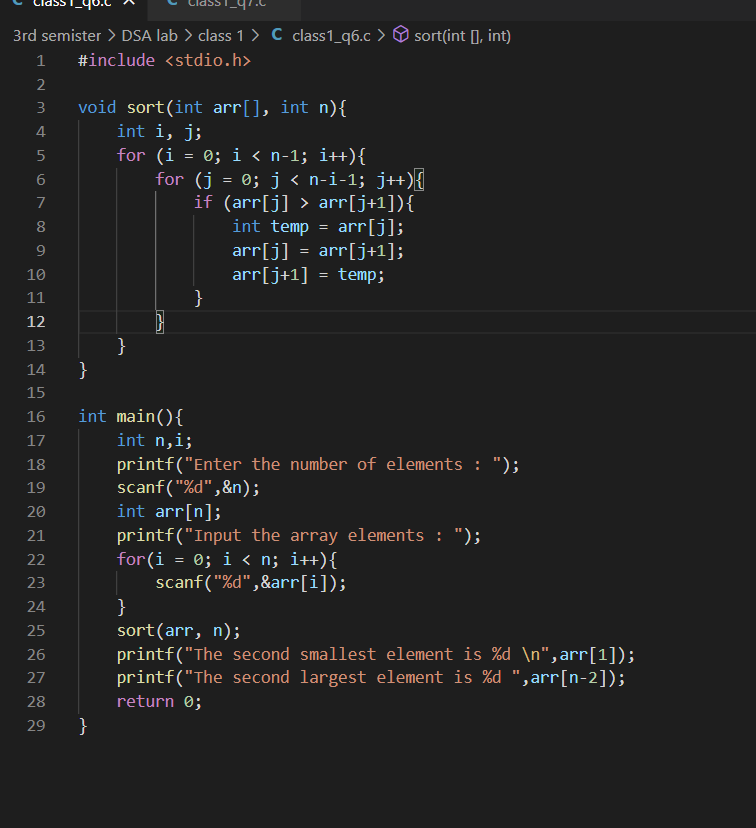 class1_q6.c × class1_q7.c
3rd semister > DSA lab > class 1 > C class1_q6.c > sort(int [], int)
1 #include <stdio.h>
2
3 void sort(int arr[], int n){
4     int i, j;
5     for (i = 0; i < n-1; i++){
6         for (j = 0; j < n-i-1; j++){
7             if (arr[j] > arr[j+1]){
8                 int temp = arr[j];
9                 arr[j] = arr[j+1];
10                 arr[j+1] = temp;
11             }
12         }
13     }
14 }
15
16 int main(){
17     int n,i;
18     printf("Enter the number of elements : ");
19     scanf("%d",&n);
20     int arr[n];
21     printf("Input the array elements : ");
22     for(i = 0; i < n; i++){
23         scanf("%d",&arr[i]);
24     }
25     sort(arr, n);
26     printf("The second smallest element is %d \n",arr[1]);
27     printf("The second largest element is %d ",arr[n-2]);
28     return 0;
29 }